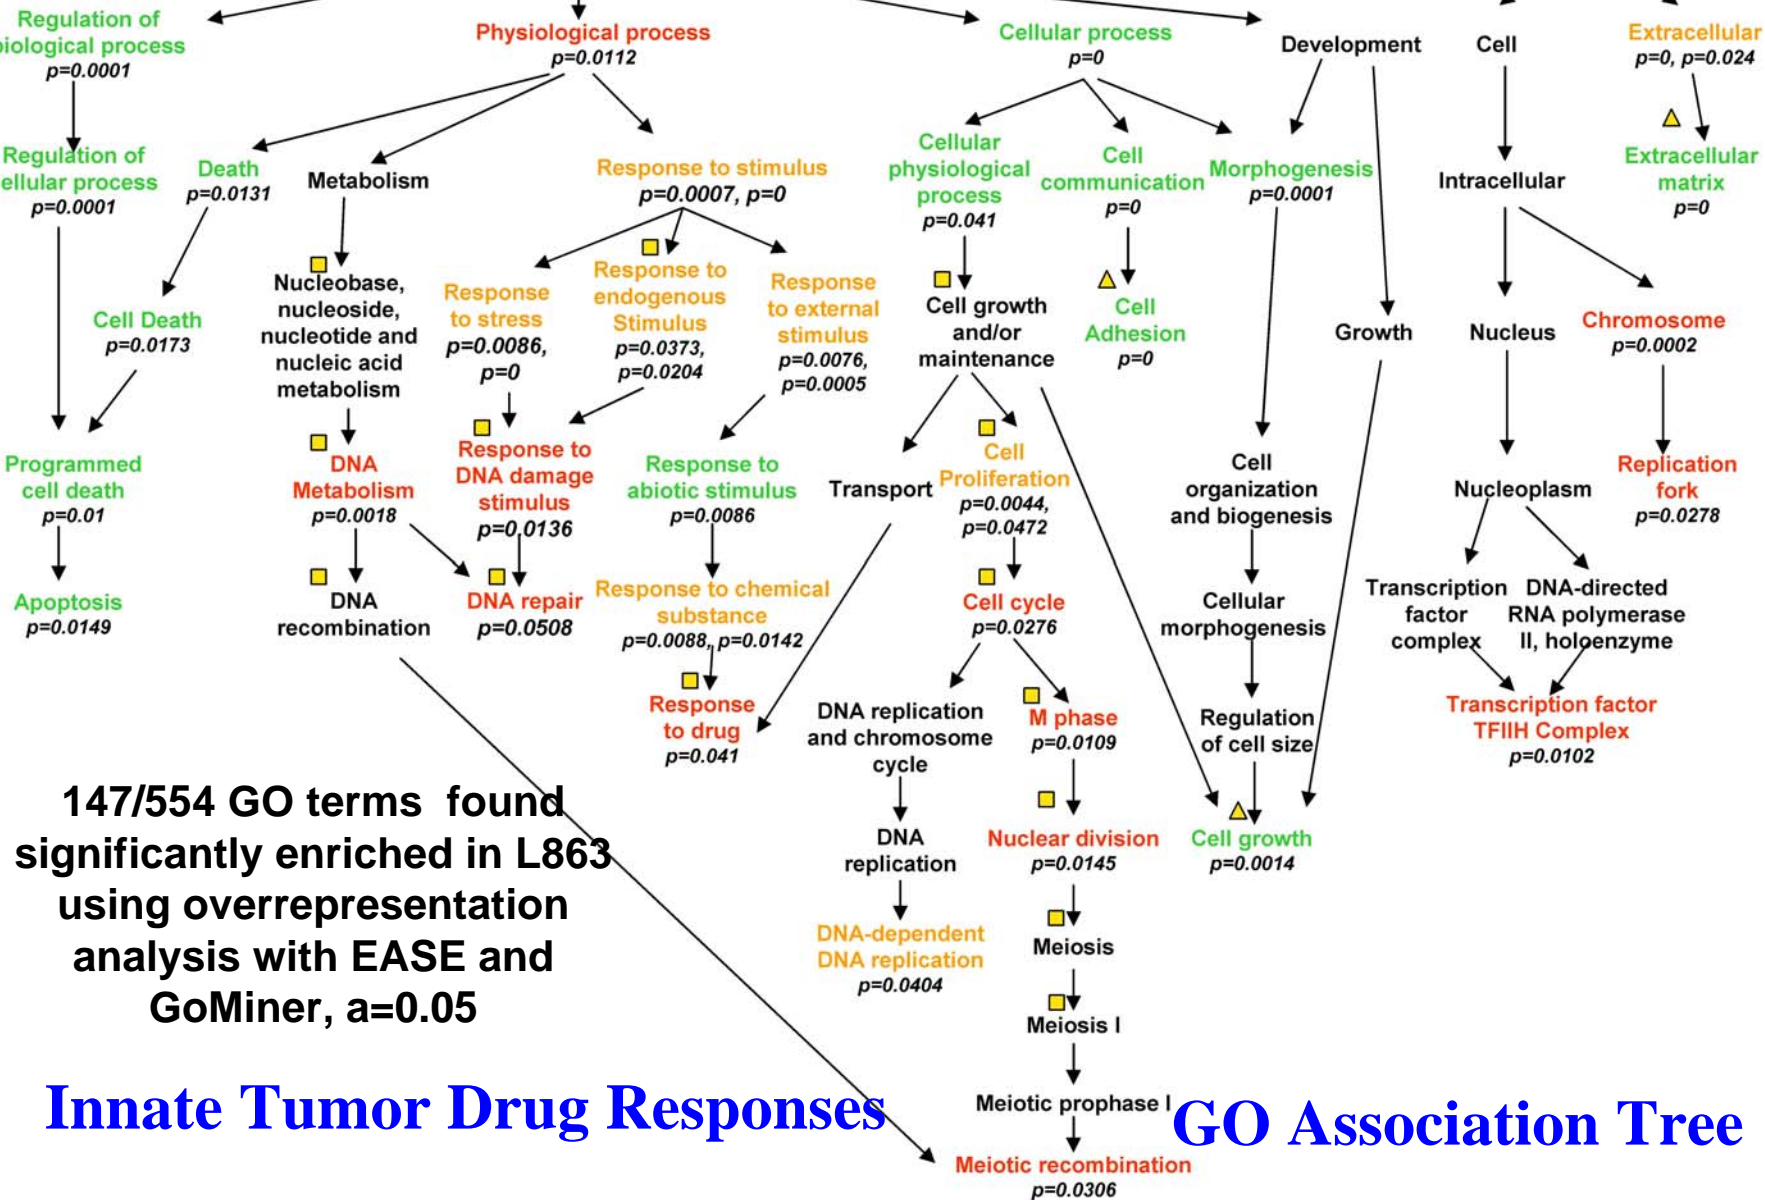 Regulation of
biological process
p=0.0001
Physiological process
p=0.0112
Cellular process
p=0
Development
Cell
Extracellular
p=0, p=0.024
Regulation of
ellular process
p=0.0001
Death
p=0.0131
Metabolism
Response to stimulus
p=0.0007, p=0
Cellular
physiological
process
p=0.041
Cell
communication
p=0
Morphogenesis
p=0.0001
Intracellular
Extracellular
matrix
p=0
Cell Death
p=0.0173
Nucleobase,
nucleoside,
nucleotide and
nucleic acid
metabolism
Response
to stress
p=0.0086,
p=0
Response to
endogenous
Stimulus
p=0.0373,
p=0.0204
Response
to external
stimulus
p=0.0076,
p=0.0005
Cell growth
and/or
maintenance
Cell
Adhesion
p=0
Growth
Nucleus
Chromosome
p=0.0002
Programmed
cell death
p=0.01
DNA
Metabolism
p=0.0018
Response to
DNA damage
stimulus
p=0.0136
Response to
abiotic stimulus
p=0.0086
Transport
Cell
Proliferation
p=0.0044,
p=0.0472
Cell
organization
and biogenesis
Nucleoplasm
Replication
fork
p=0.0278
Apoptosis
p=0.0149
DNA
recombination
DNA repair
p=0.0508
Response to chemical
substance
p=0.0088, p=0.0142
Cell cycle
p=0.0276
Cellular
morphogenesis
Transcription
factor
complex
DNA-directed
RNA polymerase
II, holoenzyme
Response
to drug
p=0.041
DNA replication
and chromosome
cycle
M phase
p=0.0109
Regulation
of cell size
Transcription factor
TFIIH Complex
p=0.0102
147/554 GO terms found
significantly enriched in L863
using overrepresentation
analysis with EASE and
GoMiner, a=0.05
DNA
replication
Nuclear division
p=0.0145
Cell growth
p=0.0014
DNA-dependent
DNA replication
p=0.0404
Meiosis
Meiosis I
Meiotic prophase I
Meiotic recombination
p=0.0306
Innate Tumor Drug Responses
GO Association Tree